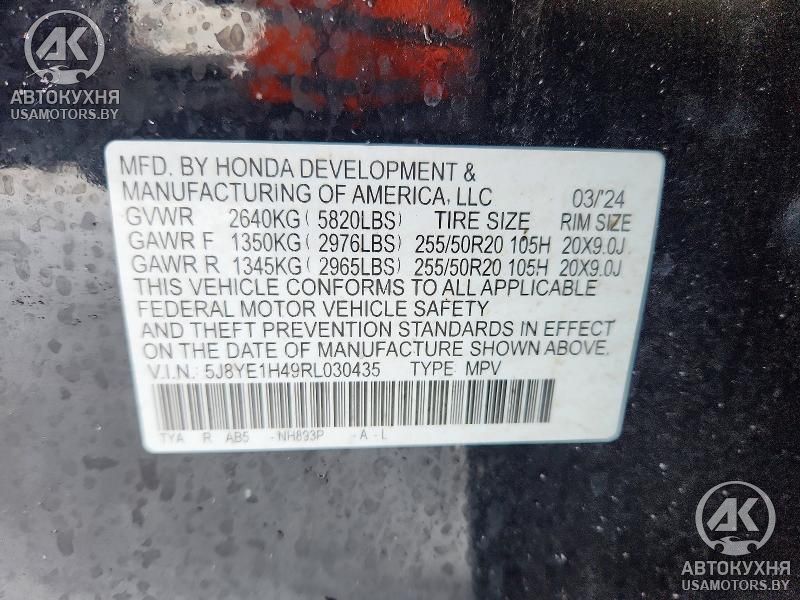 АК
АВТОКУХНЯ
USAMOTORS.BY
MFD. BY HONDA DEVELOPMENT &
MANUFACTURING OF AMERICA, LLC 03/'24
GVWR 2640KG ( 5820LBS) TIRE SIZE RIM SIZE
GAWR F 1350KG ( 2976LBS) 255/50R20 105H 20X9.0J
GAWR R 1345KG ( 2965LBS) 255/50R20 105H 20X9.0J
THIS VEHICLE CONFORMS TO ALL APPLICABLE
FEDERAL MOTOR VEHICLE SAFETY
AND THEFT PREVENTION STANDARDS IN EFFECT
ON THE DATE OF MANUFACTURE SHOWN ABOVE.
V.I.N.: 5J8YE1H49RL030435 TYPE: MPV
TYA R AB5 -NH893P -A-L
АК
АВТОКУХНЯ
USAMOTORS.BY